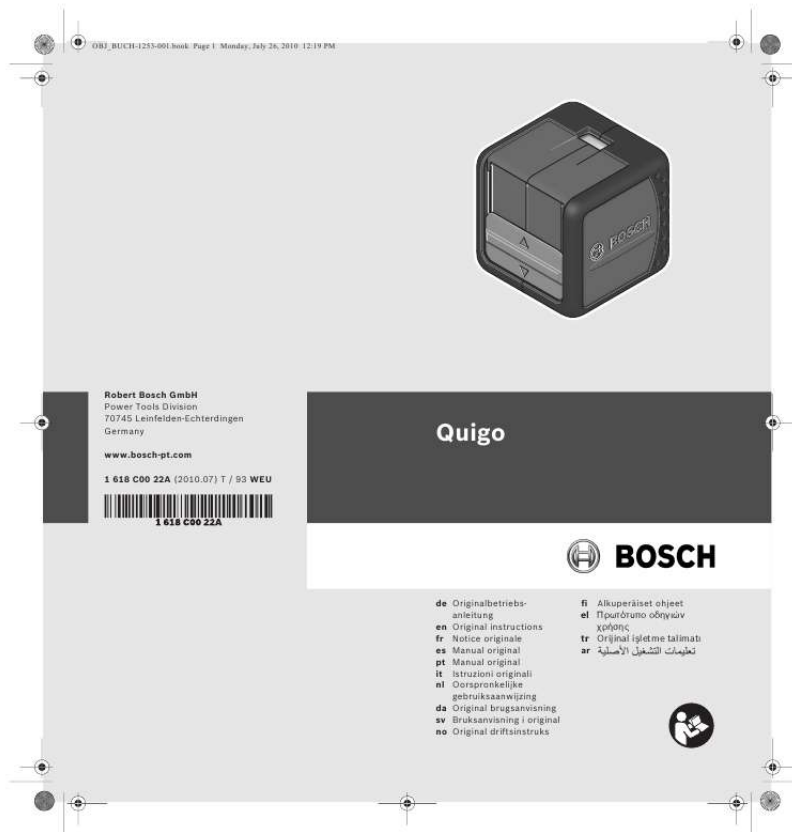 OBJ_BUCH-1253-001.book Page 1 Monday, July 26, 2010 12:19 PM
BOSCH
Robert Bosch GmbH
Power Tools Division
70745 Leinfelden-Echterdingen
Germany
www.bosch-pt.com
1 618 C00 22A (2010.07) T / 93 WEU
1 618 C00 22A
Quigo
BOSCH
de Originalbetriebs-
anleitung
en Original instructions
fr Notice originale
es Manual original
pt Manual original
it Istruzioni originali
nl Oorspronkelijke
gebruiksaanwijzing
da Original brugsanvisning
sv Bruksanvisning i original
no Original driftsinstruks
fi Alkuperäiset ohjeet
el Πρωτότυπο οδηγιών
χρήσης
tr Orijinal işletme talimatı
ar تعليمات التشغيل الأصلية